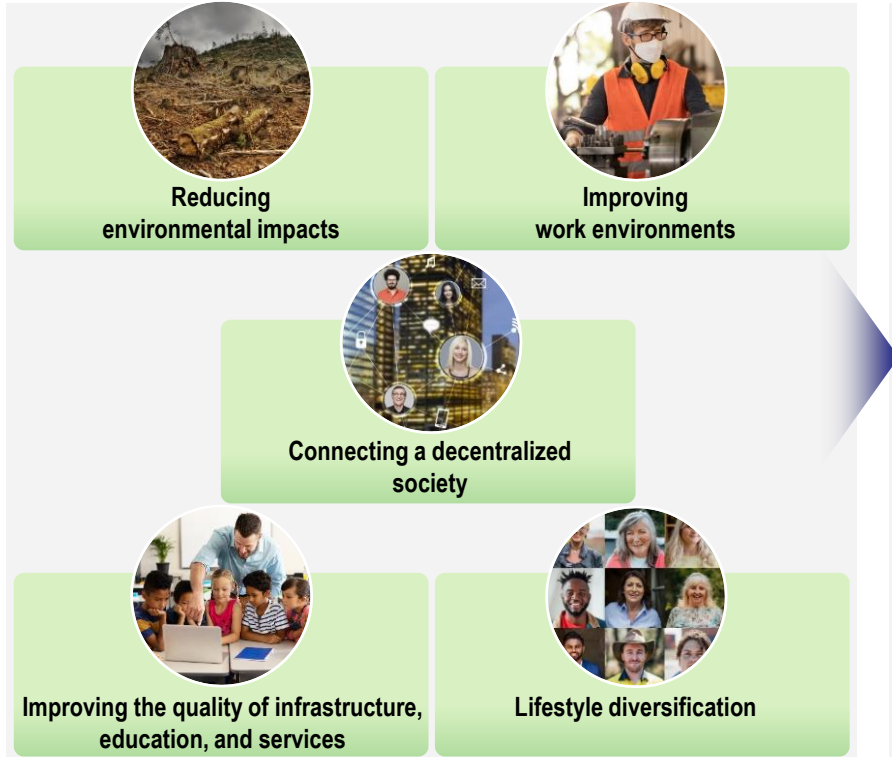 Reducing
environmental impacts
Improving
work environments
Connecting a decentralized
society
Improving the quality of infrastructure,
education, and services
Lifestyle diversification